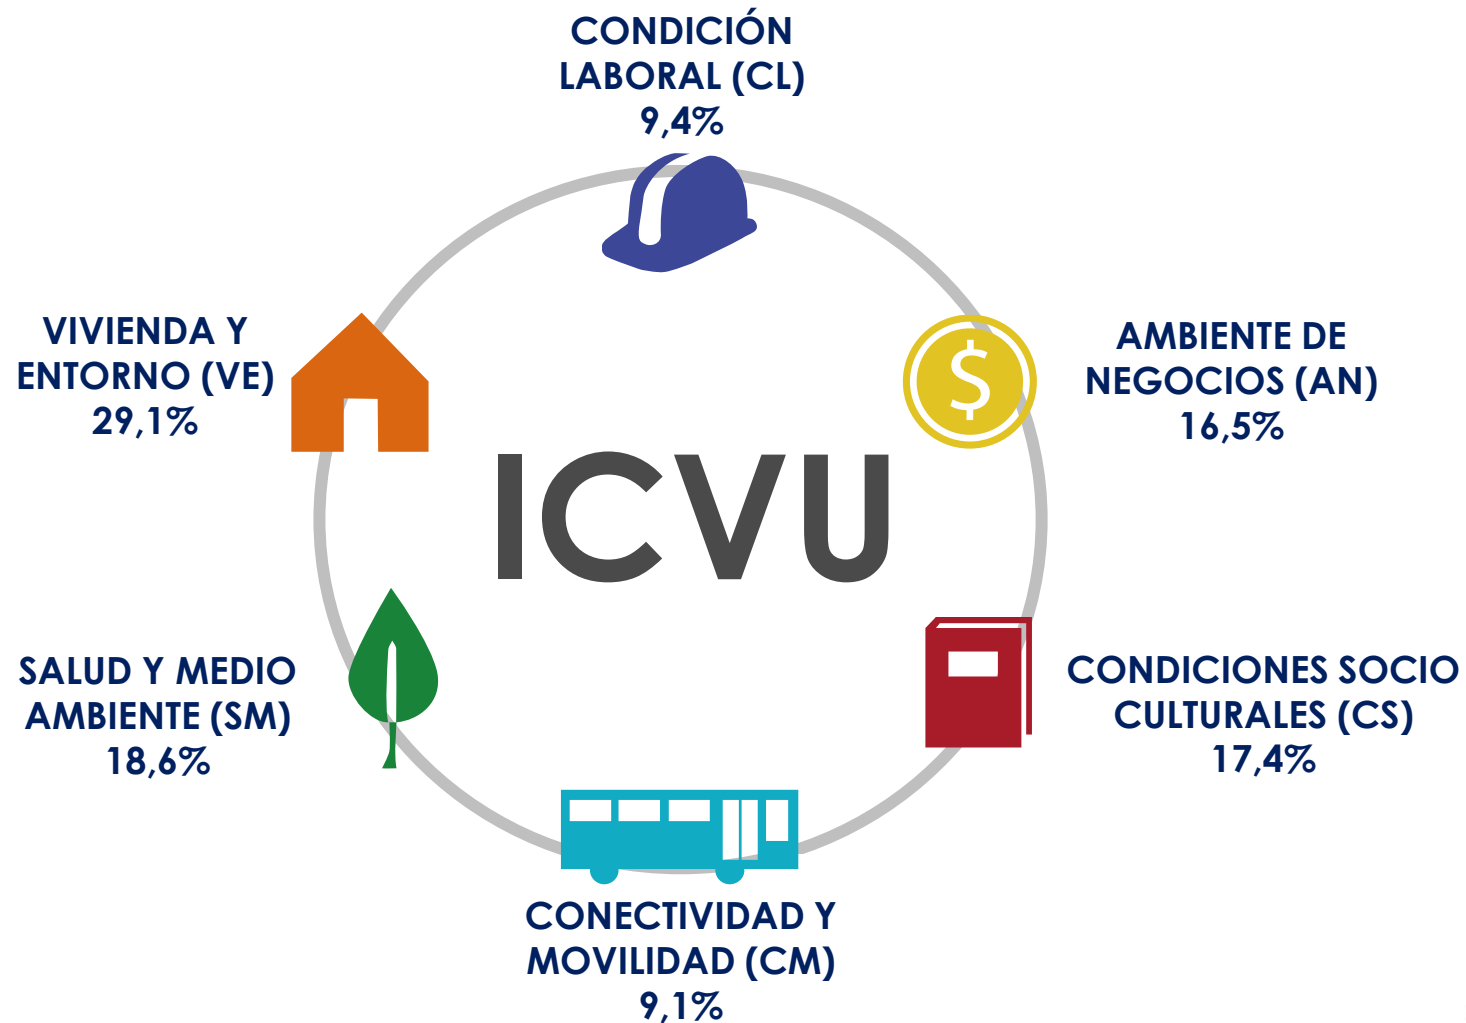 CONDICIÓN
LABORAL (CL)
9,4%
VIVIENDA Y
ENTORNO (VE)
29,1%
$
AMBIENTE DE
NEGOCIOS (AN)
16,5%
ICVU
SALUD Y MEDIO
AMBIENTE (SM)
18,6%
CONDICIONES SOCIO
CULTURALES (CS)
17,4%
CONECTIVIDAD Y
MOVILIDAD (CM)
9,1%